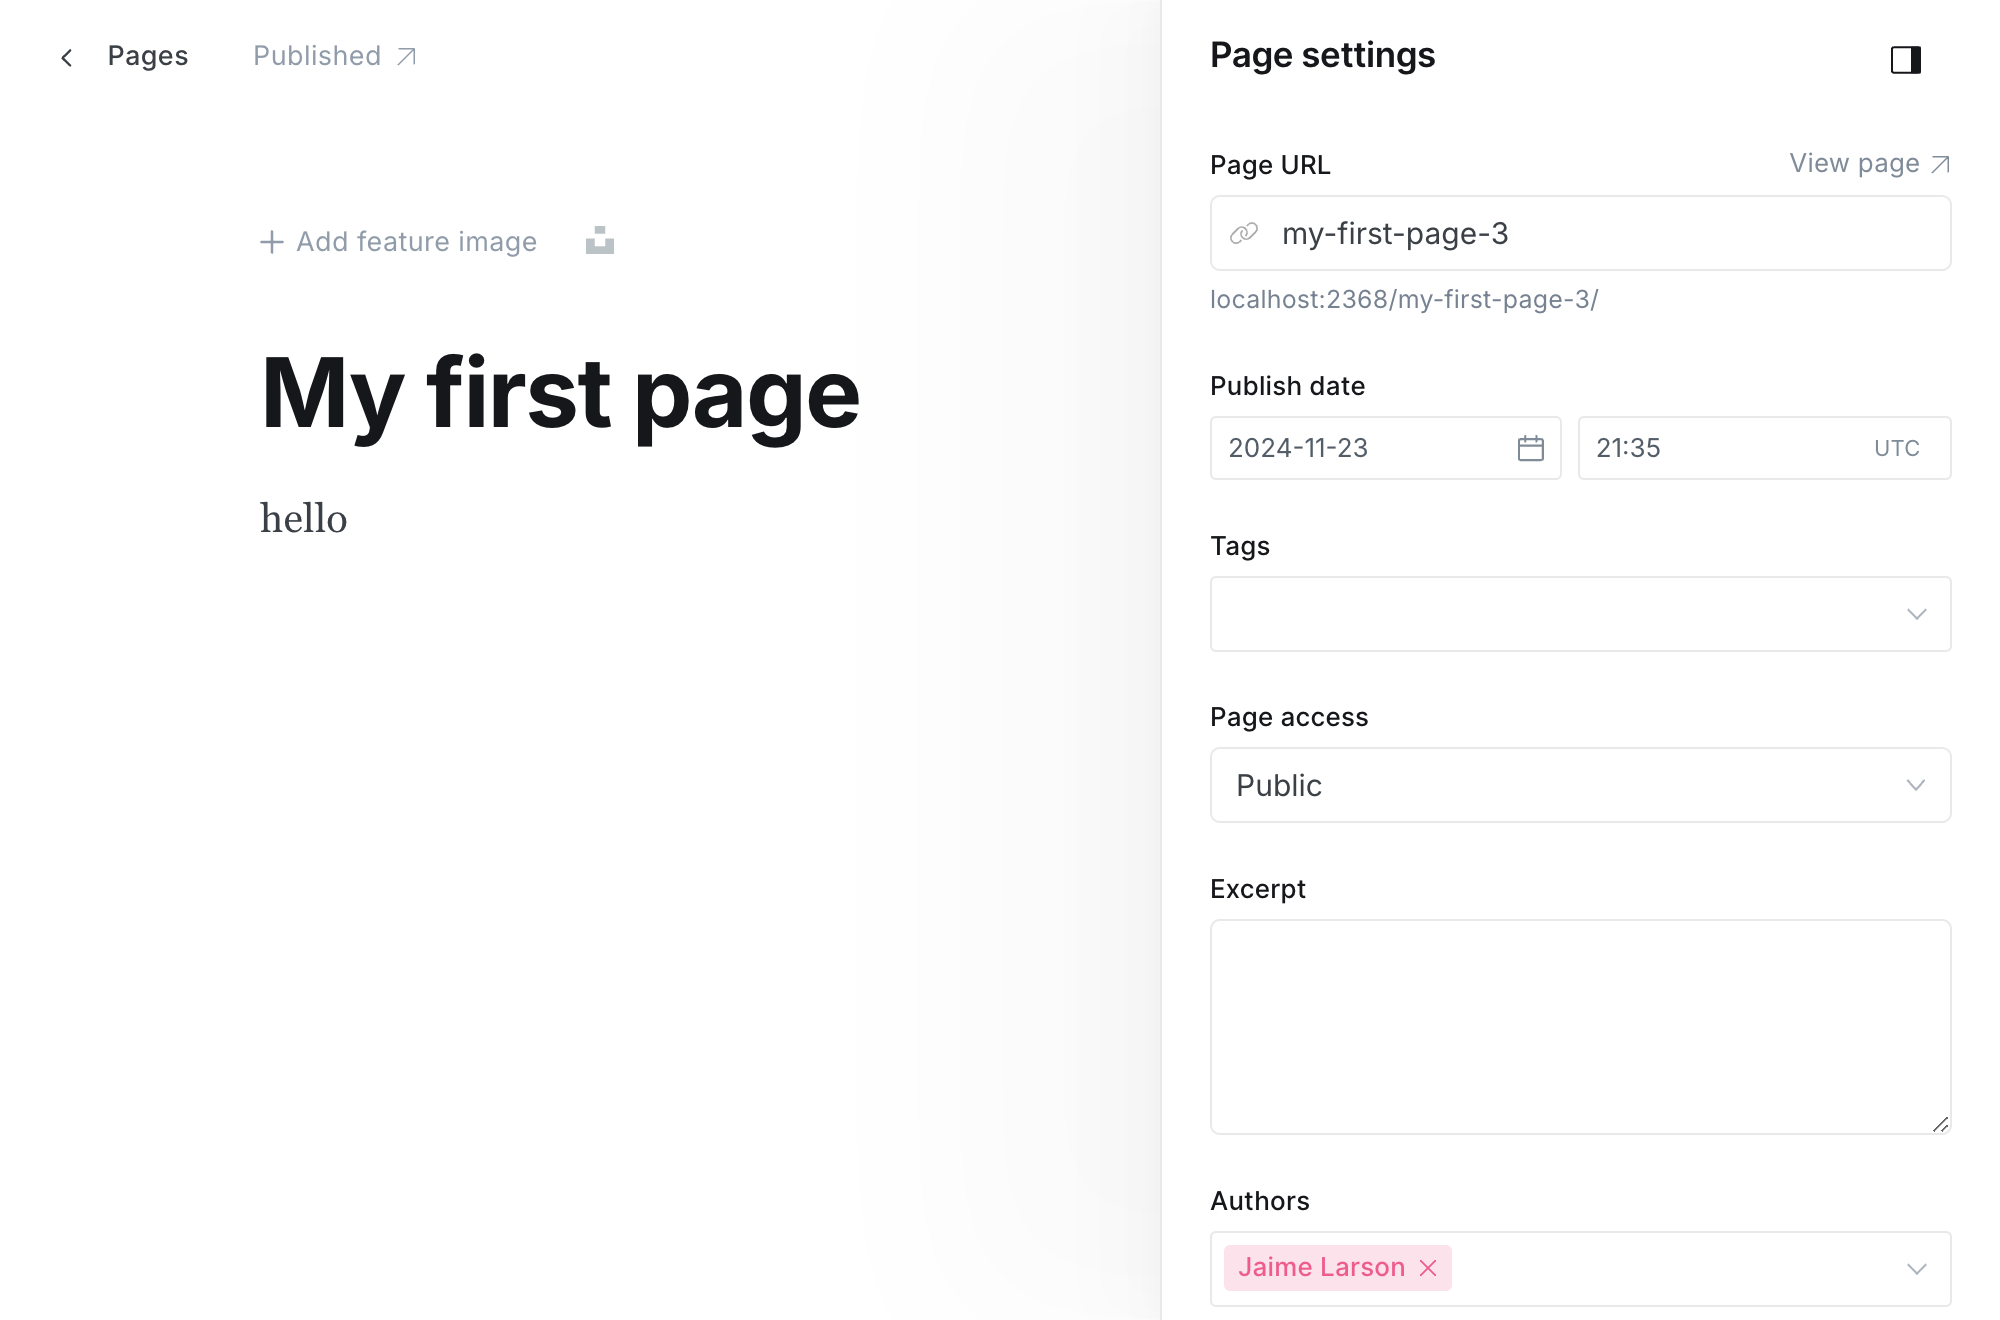 Pages
Published
Add feature image
My first page
hello
Page settings
Page URL
View page
my-first-page-3
localhost:2368/my-first-page-3/
Publish date
2024-11-23
21:35 UTC
Tags
Page access
Public
Excerpt
Authors
Jaime Larson